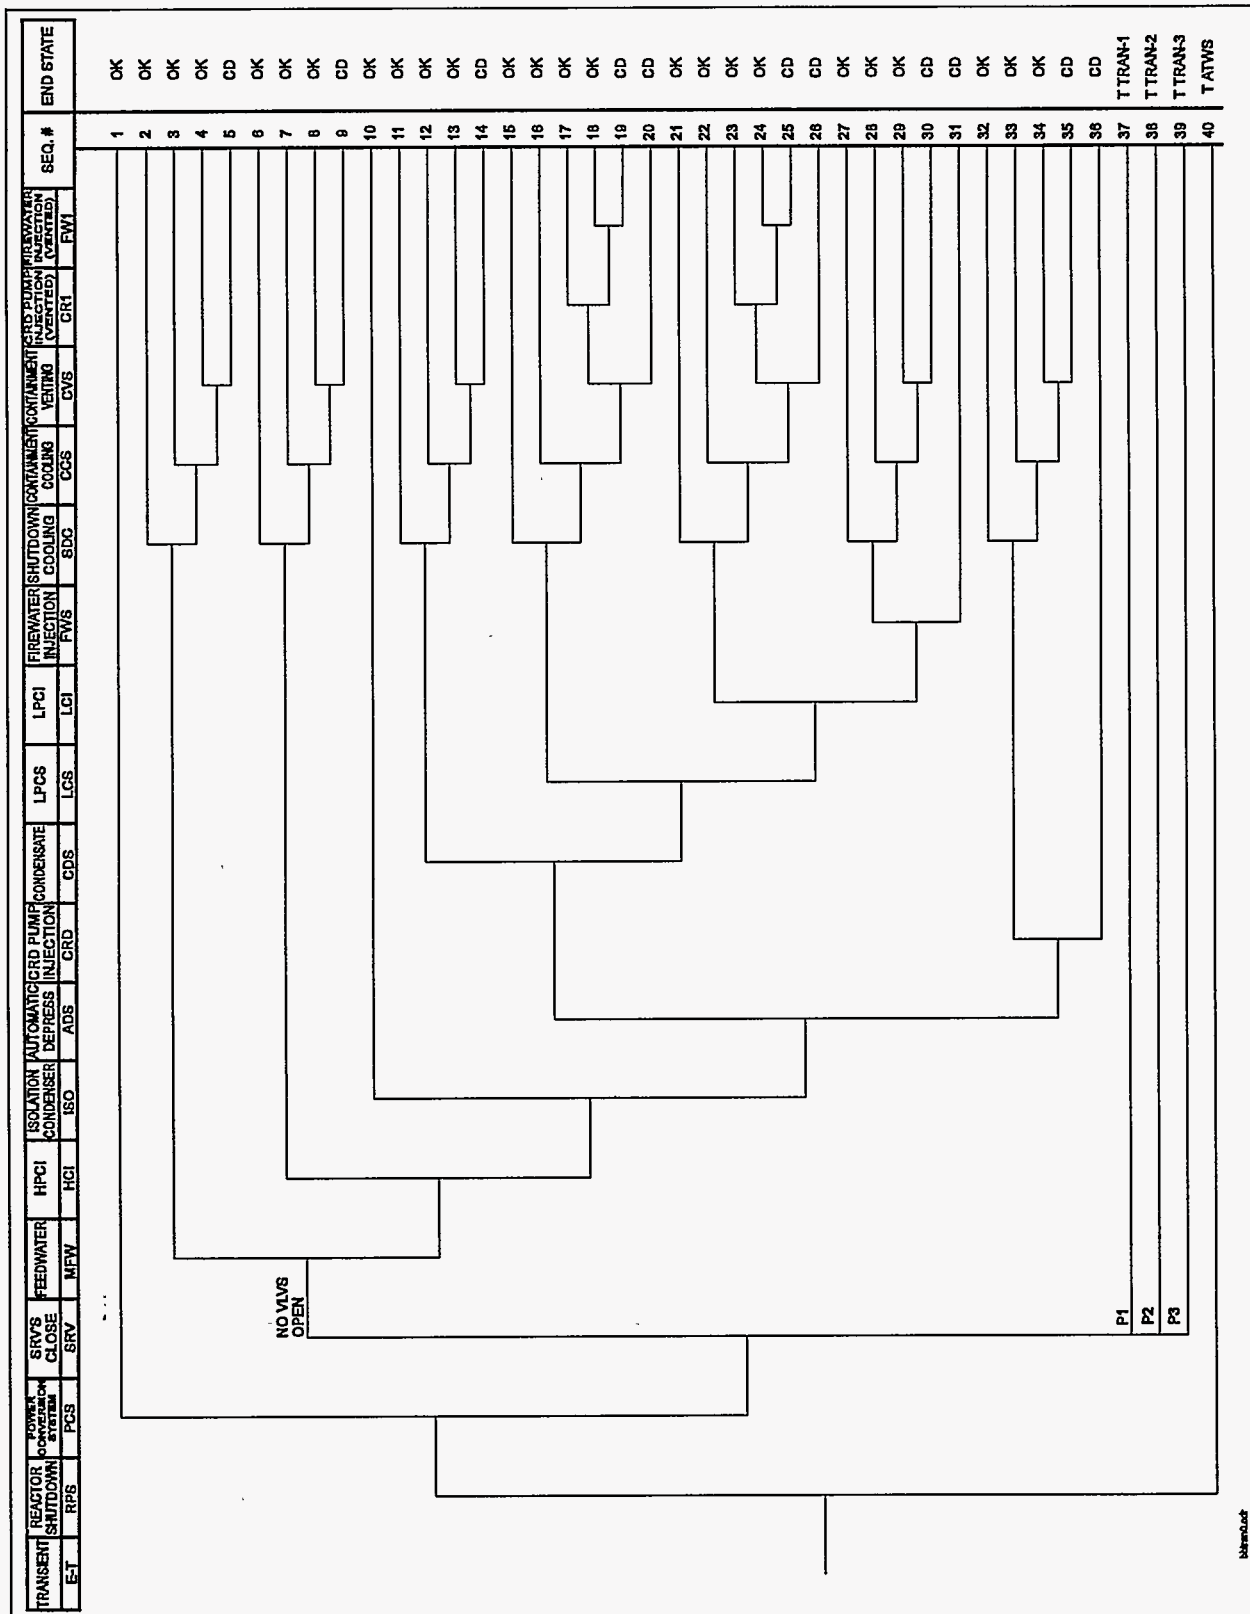 TRANSIENT
E-T
REACTOR
SHUTDOWN
RPS
POWER
CONVERSION
SYSTEM
PCS
SRV'S
CLOSE
SRV
FEEDWATER
MFW
HPCI
HCI
ISOLATION
CONDENSER
ISO
AUTOMATIC
DEPRESS
ADS
CRD PUMP
INJECTION
CRD
CONDENSATE
CDS
LPCS
LCS
LPCI
LCI
FIREWATER
INJECTION
FWS
SHUTDOWN
COOLING
SDC
CONTAINMENT
COOLING
CCS
CONTAINMENT
VENTING
CVS
CRD PUMP
INJECTION
(VENTED)
CR1
FIREWATER
INJECTION
(VENTED)
FW1
SEQ. #
END STATE
1 OK
2 OK
3 OK
4 OK
5 CD
6 OK
7 OK
8 OK
9 CD
10 OK
11 OK
12 OK
13 OK
14 CD
15 OK
16 OK
17 OK
18 OK
19 CD
20 CD
21 OK
22 OK
23 OK
24 OK
25 CD
26 CD
27 OK
28 OK
29 OK
30 CD
31 CD
32 OK
33 OK
34 OK
35 CD
36 CD
37 T TRAN-1
38 T TRAN-2
39 T TRAN-3
40 T ATWS
NO VLVS
OPEN
P1
P2
P3